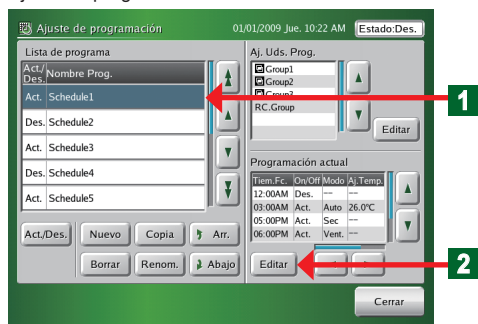 Ajuste de programación 01/01/2009 Jue. 10:22 AM Estado:Des.
Lista de programa
Act./Des. Nombre Prog.
Act. Schedule1
Des. Schedule2
Act. Schedule3
Des. Schedule4
Act. Schedule5
Act./Des. Nuevo Copia Arr.
Borrar Renom. Abajo
Aj. Uds. Prog.
Group1
Group2
Group3
RC.Group
Editar
Programación actual
Tiem.Fc. On/Off Modo Aj.Temp.
12:00AM Des. -- --
03:00AM Act. Auto 26.0°C
05:00PM Act. Sec --
06:00PM Act. Vent. --
Editar
Cerrar
1
2